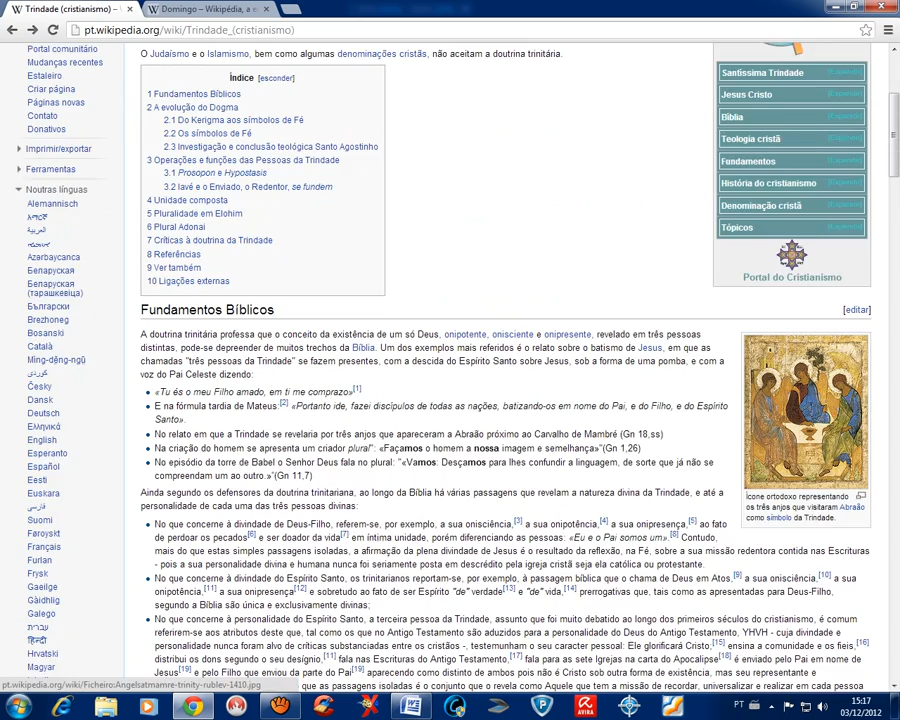 Trindade (cristianismo) –
Domingo – Wikipédia, a e
pt.wikipedia.org/wiki/Trindade_(cristianismo)
Portal comunitário
Mudanças recentes
Estaleiro
Criar página
Páginas novas
Contato
Donativos
Imprimir/exportar
Ferramentas
Noutras línguas
Alemannisch
አማርኛ
العربية
Azərbaycanca
Беларуская
Беларуская
(тарашкевіца)
Български
Brezhoneg
Bosanski
Català
Mìng-dĕ̤ng-ngṳ̄
کوردی
Česky
Dansk
Deutsch
Ελληνικά
English
Esperanto
Español
Eesti
Euskara
فارسی
Suomi
Føroyskt
Français
Furlan
Frysk
Gaeilge
Gàidhlig
Galego
עברית
हिन्दी
Hrvatski
Magyar
O Judaísmo e o Islamismo, bem como algumas denominações cristãs, não aceitam a doutrina trinitária.
Índice [esconder]
1 Fundamentos Bíblicos
2 A evolução do Dogma
2.1 Do Kerigma aos símbolos de Fé
2.2 Os símbolos de Fé
2.3 Investigação e conclusão teológica Santo Agostinho
3 Operações e funções das Pessoas da Trindade
3.1 Prosopon e Hypostasis
3.2 Iavé e o Enviado, o Redentor, se fundem
4 Unidade composta
5 Pluralidade em Elohim
6 Plural Adonai
7 Críticas à doutrina da Trindade
8 Referências
9 Ver também
10 Ligações externas
Santíssima Trindade [Expandir]
Jesus Cristo [Expandir]
Bíblia [Expandir]
Teologia cristã [Expandir]
Fundamentos [Expandir]
História do cristianismo [Expandir]
Denominação cristã [Expandir]
Tópicos [Expandir]
Portal do Cristianismo
Fundamentos Bíblicos [editar]
A doutrina trinitária professa que o conceito da existência de um só Deus, onipotente, onisciente e onipresente, revelado em três pessoas
distintas, pode-se depreender de muitos trechos da Bíblia. Um dos exemplos mais referidos é o relato sobre o batismo de Jesus, em que as
chamadas "três pessoas da Trindade" se fazem presentes, com a descida do Espírito Santo sobre Jesus, sob a forma de uma pomba, e com a
voz do Pai Celeste dizendo:
• «Tu és o meu Filho amado, em ti me comprazo»[1]
• E na fórmula tardia de Mateus:[2] «Portanto ide, fazei discípulos de todas as nações, batizando-os em nome do Pai, e do Filho, e do Espírito
Santo».
• No relato em que a Trindade se revelaria por três anjos que apareceram a Abraão próximo ao Carvalho de Mambré (Gn 18,ss)
• Na criação do homem se apresenta um criador plural": «Façamos o homem a nossa imagem e semelhança»"(Gn 1,26)
• No episódio da torre de Babel o Senhor Deus fala no plural: "«Vamos: Desçamos para lhes confundir a linguagem, de sorte que já não se
compreendam um ao outro.»"(Gn 11,7)
Ícone ortodoxo representando
os três anjos que visitaram Abraão
como símbolo da Trindade.
Ainda segundo os defensores da doutrina trinitariana, ao longo da Bíblia há várias passagens que revelam a natureza divina da Trindade, e até a
personalidade de cada uma das três pessoas divinas:
• No que concerne à divindade de Deus-Filho, referem-se, por exemplo, a sua onisciência,[3] a sua onipotência,[4] a sua onipresença,[5] ao fato
de perdoar os pecados[6] e ser doador da vida[7] em íntima unidade, porém diferenciando as pessoas: «Eu e o Pai somos um».[8] Contudo,
mais do que estas simples passagens isoladas, a afirmação da plena divindade de Jesus é o resultado da reflexão, na Fé, sobre a sua missão redentora contida nas Escrituras
- pois a sua personalidade divina e humana nunca foi seriamente posta em descrédito pela igreja cristã seja ela católica ou protestante.
• No que concerne à divindade do Espírito Santo, os trinitarianos reportam-se, por exemplo, à passagem bíblica que o chama de Deus em Atos,[9] a sua onisciência,[10] a sua
onipotência,[11] a sua onipresença[12] e sobretudo ao fato de ser Espírito "de" verdade[13] e "de" vida,[14] prerrogativas que, tais como as apresentadas para Deus-Filho,
segundo a Bíblia são únicas e exclusivamente divinas;
• No que concerne à personalidade do Espírito Santo, a terceira pessoa da Trindade, assunto que foi muito debatido ao longo dos primeiros séculos do cristianismo, é comum
referirem-se aos atributos deste que, tal como os que no Antigo Testamento são aduzidos para a personalidade do Deus do Antigo Testamento, YHVH - cuja divindade e
personalidade nunca foram alvo de críticas substanciais entre os cristãos -, testemunham o seu caracter pessoal: Ele glorificará Cristo,[15] ensina a comunidade e os fieis,[16]
distribui os dons segundo o seu desígnio,[11] fala nas Escrituras do Antigo Testamento,[17] fala para as sete Igrejas na carta do Apocalipse[18] é enviado pelo Pai em nome de
Jesus[19] e pelo Filho que enviou da parte do Pai[19] aparecendo como distinto de ambos pois não é Cristo sob outra forma de existência, mas seu representante e
que as passagens isoladas é o conjunto que o revela como Aquele que tem a missão de recordar, universalizar e realizar em cada
pt.wikipedia.org/wiki/Ficheiro:Angelsatmamre-trinity-rublev-1410.jpg
PT
15:17
03/12/2012